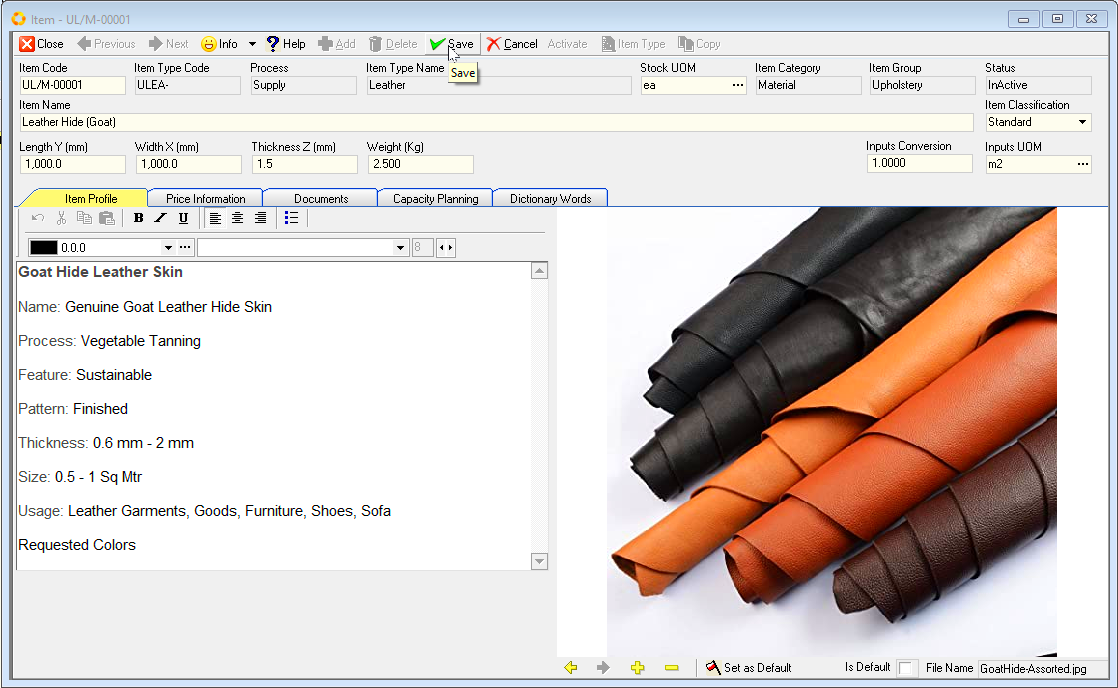 Item - UL/M-00001
Close Previous Next Info Help Add Delete Save Cancel Activate Item Type Copy
Save
Item Code Item Type Code Process Item Type Name Stock UOM Item Category Item Group Status
UL/M-00001 ULEA- Supply Leather ea ... Material Upholstery InActive
Item Name Item Classification
Leather Hide (Goat) Standard
Length Y (mm) Width X (mm) Thickness Z (mm) Weight (Kg) Inputs Conversion Inputs UOM
1,000.0 1,000.0 1.5 2.500 1.0000 m2 ...
Item Profile Price Information Documents Capacity Planning Dictionary Words
B I U
0.0.0 ... 8
Goat Hide Leather Skin
Name: Genuine Goat Leather Hide Skin
Process: Vegetable Tanning
Feature: Sustainable
Pattern: Finished
Thickness: 0.6 mm - 2 mm
Size: 0.5 - 1 Sq Mtr
Usage: Leather Garments, Goods, Furniture, Shoes, Sofa
Requested Colors
Set as Default Is Default File Name GoatHide-Assorted.jpg